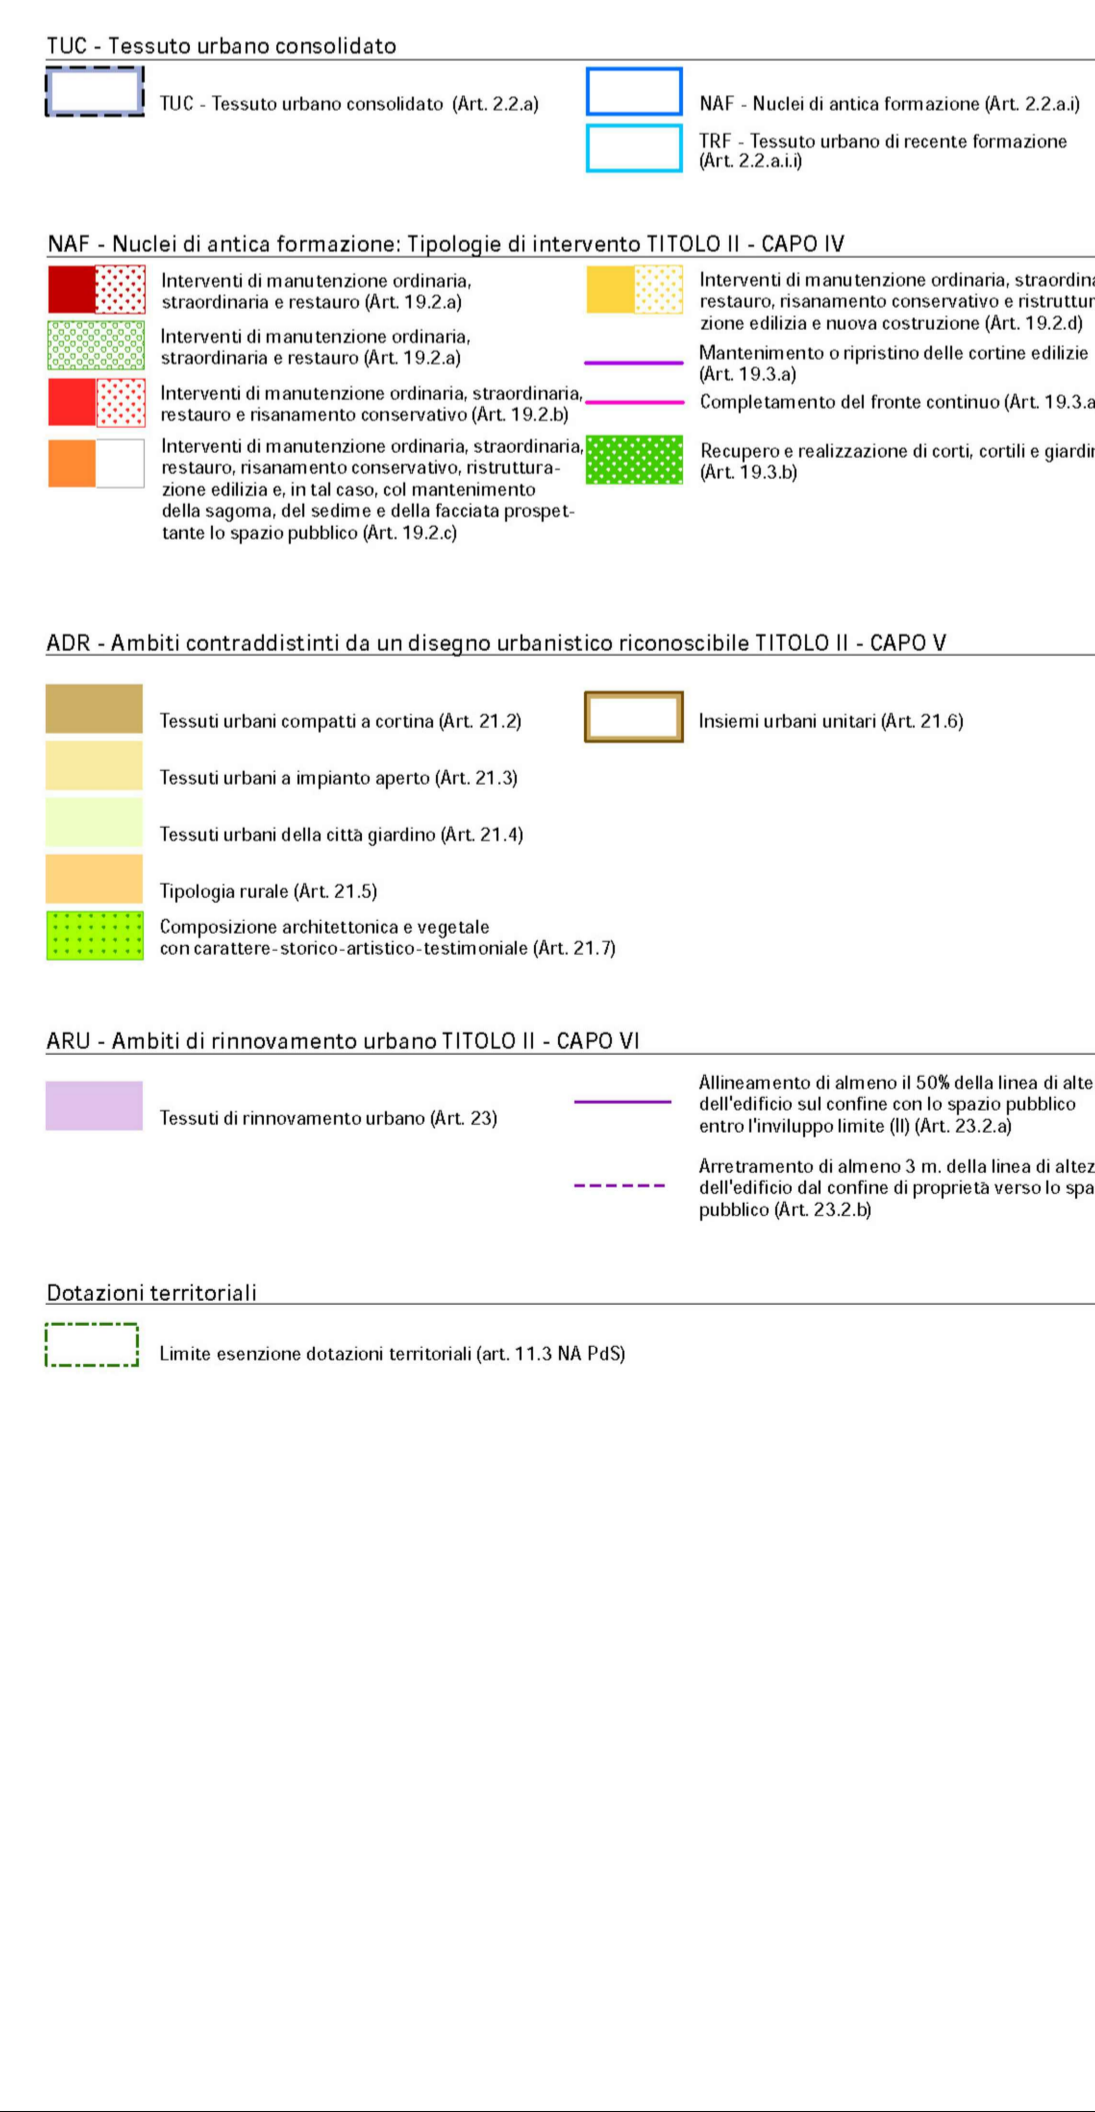 TUC - Tessuto urbano consolidato
TUC - Tessuto urbano consolidato (Art. 2.2.a)
NAF - Nuclei di antica formazione (Art. 2.2.a.i)
TRF - Tessuto urbano di recente formazione
(Art. 2.2.a.i.i)
NAF - Nuclei di antica formazione: Tipologie di intervento TITOLO II - CAPO IV
Interventi di manutenzione ordinaria,
straordinaria e restauro (Art. 19.2.a)
Interventi di manutenzione ordinaria,
straordinaria e restauro (Art. 19.2.a)
Interventi di manutenzione ordinaria, straordinaria,
restauro e risanamento conservativo (Art. 19.2.b)
Interventi di manutenzione ordinaria, straordinaria,
restauro, risanamento conservativo, ristruttura-
zione edilizia e, in tal caso, col mantenimento
della sagoma, del sedime e della facciata prospet-
tante lo spazio pubblico (Art. 19.2.c)
Interventi di manutenzione ordinaria,
restauro, risanamento conservativo e
zione edilizia e nuova costruzione (Art. 19.2.d)
Mantenimento o ripristino delle cortine edilizie
(Art. 19.3.a)
Completamento del fronte continuo (Art. 19.3.a
Recupero e realizzazione di corti, cortili e
(Art. 19.3.b)
ADR - Ambiti contraddistinti da un disegno urbanistico riconoscibile TITOLO II - CAPO V
Tessuti urbani compatti a cortina (Art. 21.2)
Tessuti urbani a impianto aperto (Art. 21.3)
Tessuti urbani della città giardino (Art. 21.4)
Tipologia rurale (Art. 21.5)
Composizione architettonica e vegetale
con carattere-storico-artistico-testimoniale (Art. 21.7)
Insiemi urbani unitari (Art. 21.6)
ARU - Ambiti di rinnovamento urbano TITOLO II - CAPO VI
Tessuti di rinnovamento urbano (Art. 23)
Allineamento di almeno il 50% della linea di
dell'edificio sul confine con lo spazio pubblico
entro l'inviluppo limite (II) (Art. 23.2.a)
Arretramento di almeno 3 m. della linea di
dell'edificio dal confine di proprietà verso lo
pubblico (Art. 23.2.b)
Dotazioni territoriali
Limite esenzione dotazioni territoriali (art. 11.3 NA PdS)